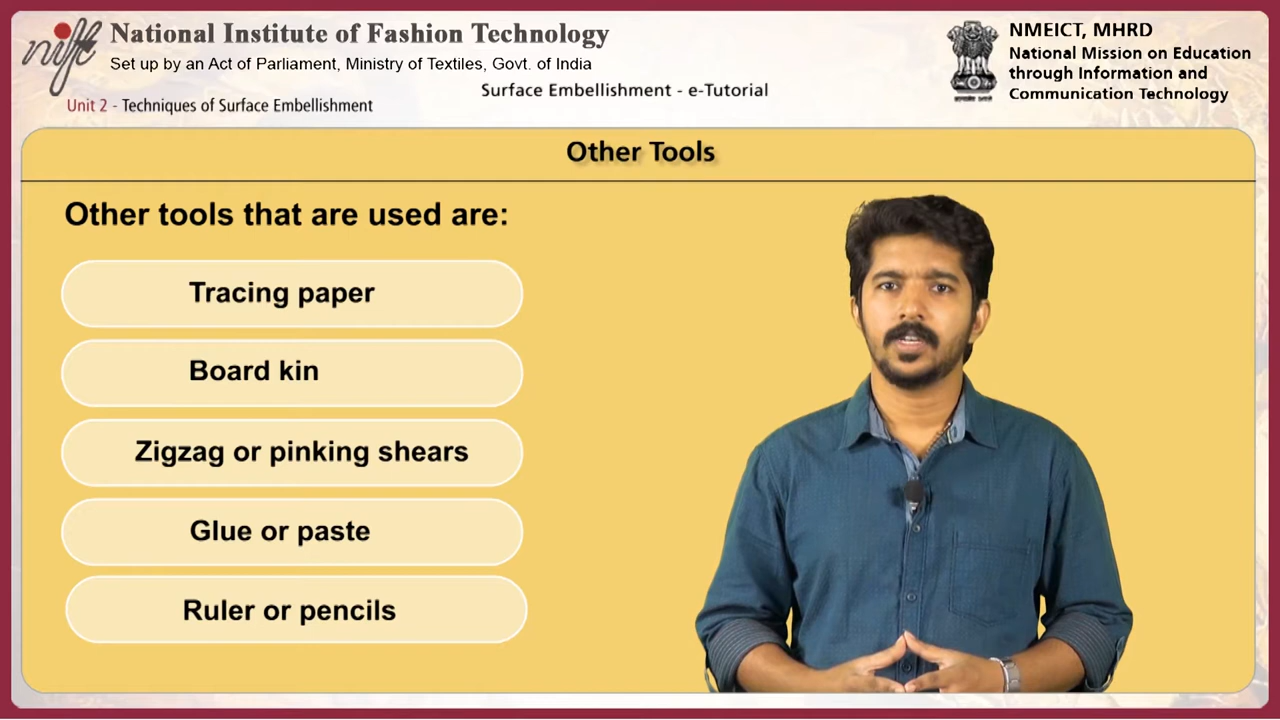 nift
National Institute of Fashion Technology
Set up by an Act of Parliament, Ministry of Textiles, Govt. of India
Unit 2 - Techniques of Surface Embellishment
Surface Embellishment - e-Tutorial
NMEICT, MHRD
National Mission on Education
through Information and
Communication Technology
Other Tools
Other tools that are used are:
Tracing paper
Board kin
Zigzag or pinking shears
Glue or paste
Ruler or pencils